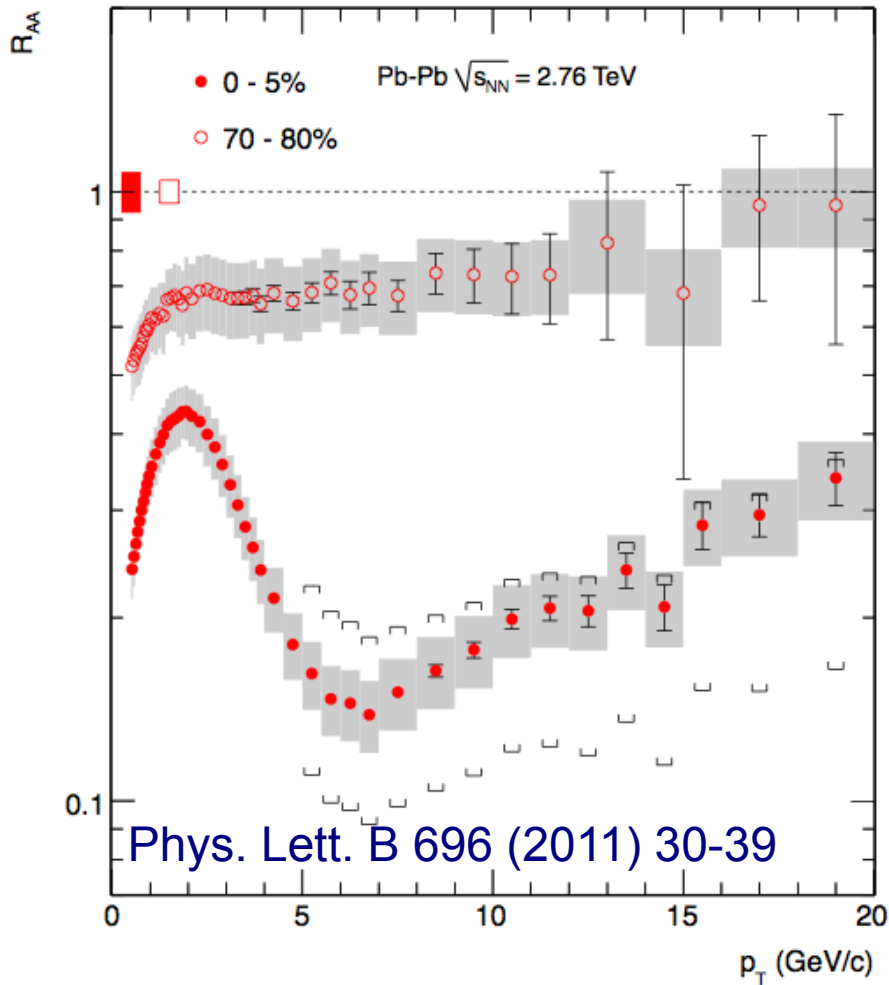 R_AA
0 - 5%
Pb-Pb √s_NN = 2.76 TeV
70 - 80%
1
0.1
Phys. Lett. B 696 (2011) 30-39
0 5 10 15 20
p_T (GeV/c)